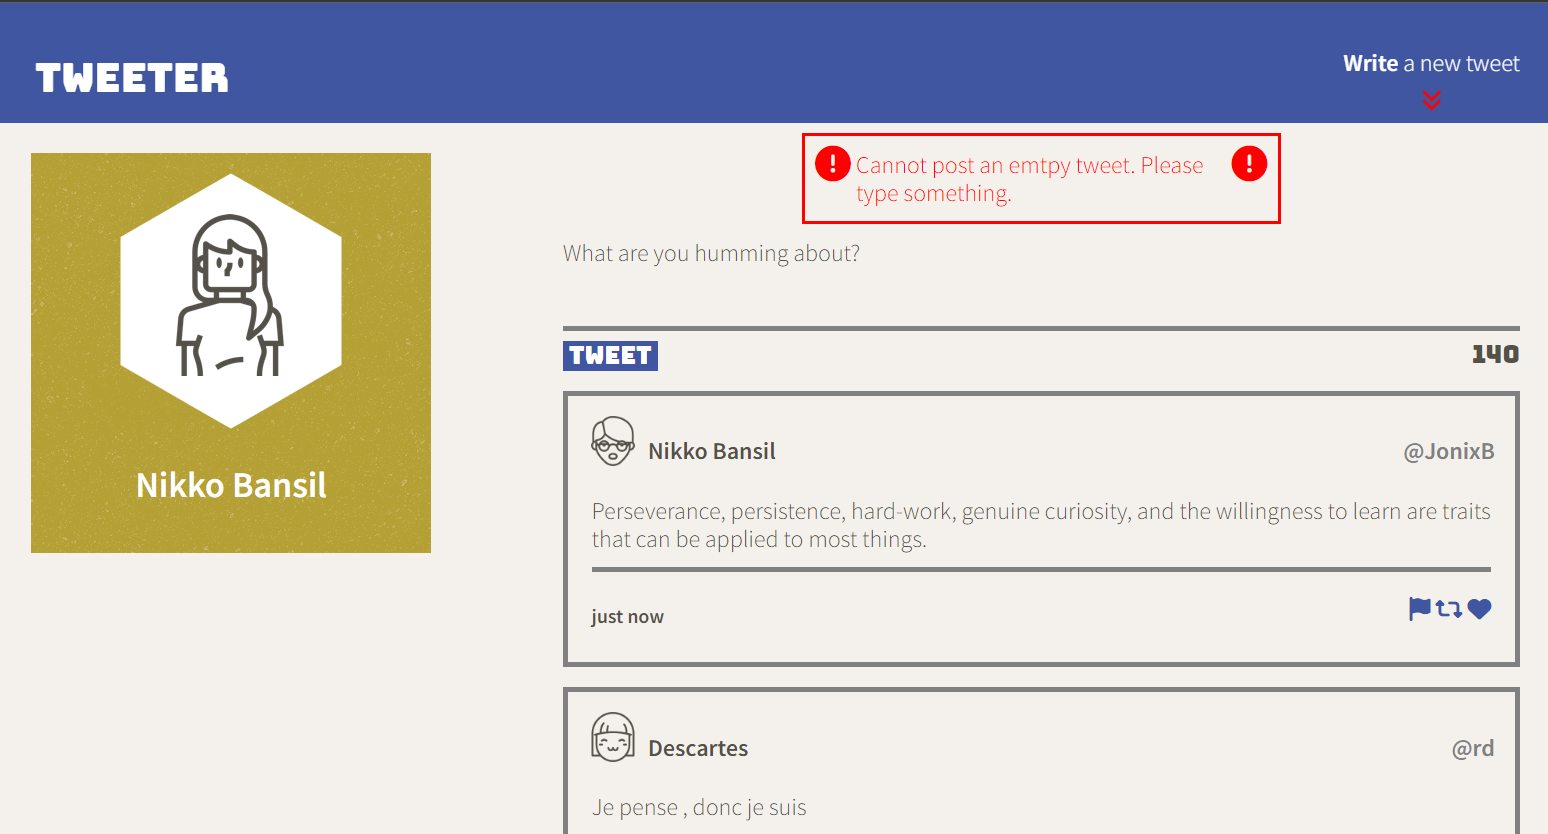 TWEETER
Write a new tweet
Cannot post an emtpy tweet. Please
type something.
Nikko Bansil
What are you humming about?
TWEET
140
Nikko Bansil
@JonixB
Perseverance, persistence, hard-work, genuine curiosity, and the willingness to learn are traits
that can be applied to most things.
just now
Descartes
@rd
Je pense , donc je suis